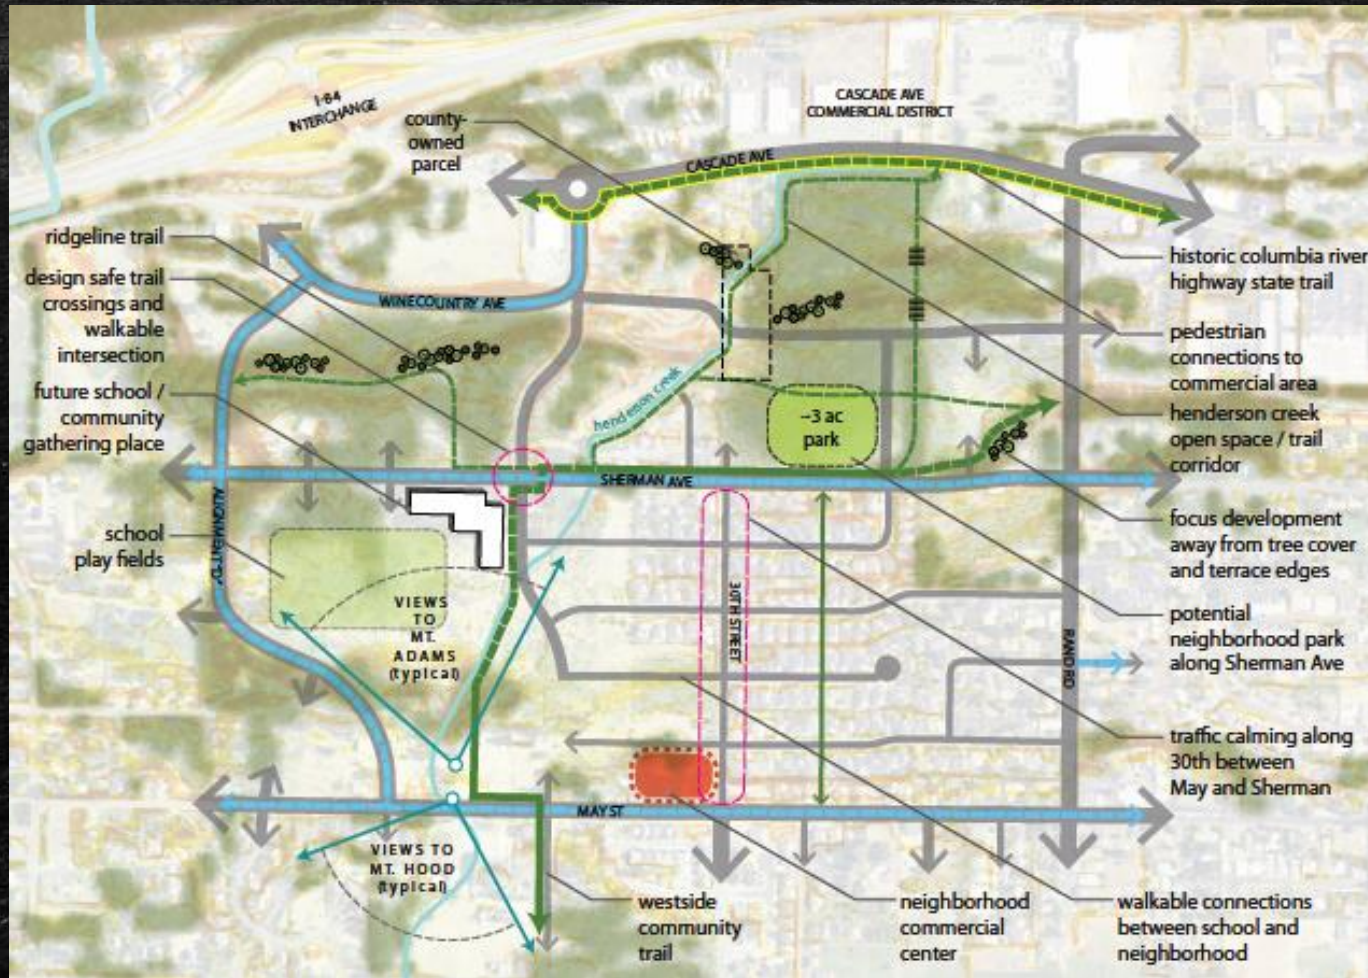 I-84
INTERCHANGE
CASCADE AVE
COMMERCIAL DISTRICT
county-
owned
parcel
CASCADE AVE
ridgeline trail
design safe trail
crossings and
walkable
intersection
future school /
community
gathering place
school
play fields
WINECOUNTRY AVE
henderson creek
~3 ac
park
SHERMAN AVE
ALIGNMENT D
30TH STREET
RAND RD
VIEWS
TO
MT.
ADAMS
(typical)
MAY ST
VIEWS TO
MT. HOOD
(typical)
historic columbia river
highway state trail
pedestrian
connections to
commercial area
henderson creek
open space / trail
corridor
focus development
away from tree cover
and terrace edges
potential
neighborhood park
along Sherman Ave
traffic calming along
30th between
May and Sherman
westside
community
trail
neighborhood
commercial
center
walkable connections
between school and
neighborhood